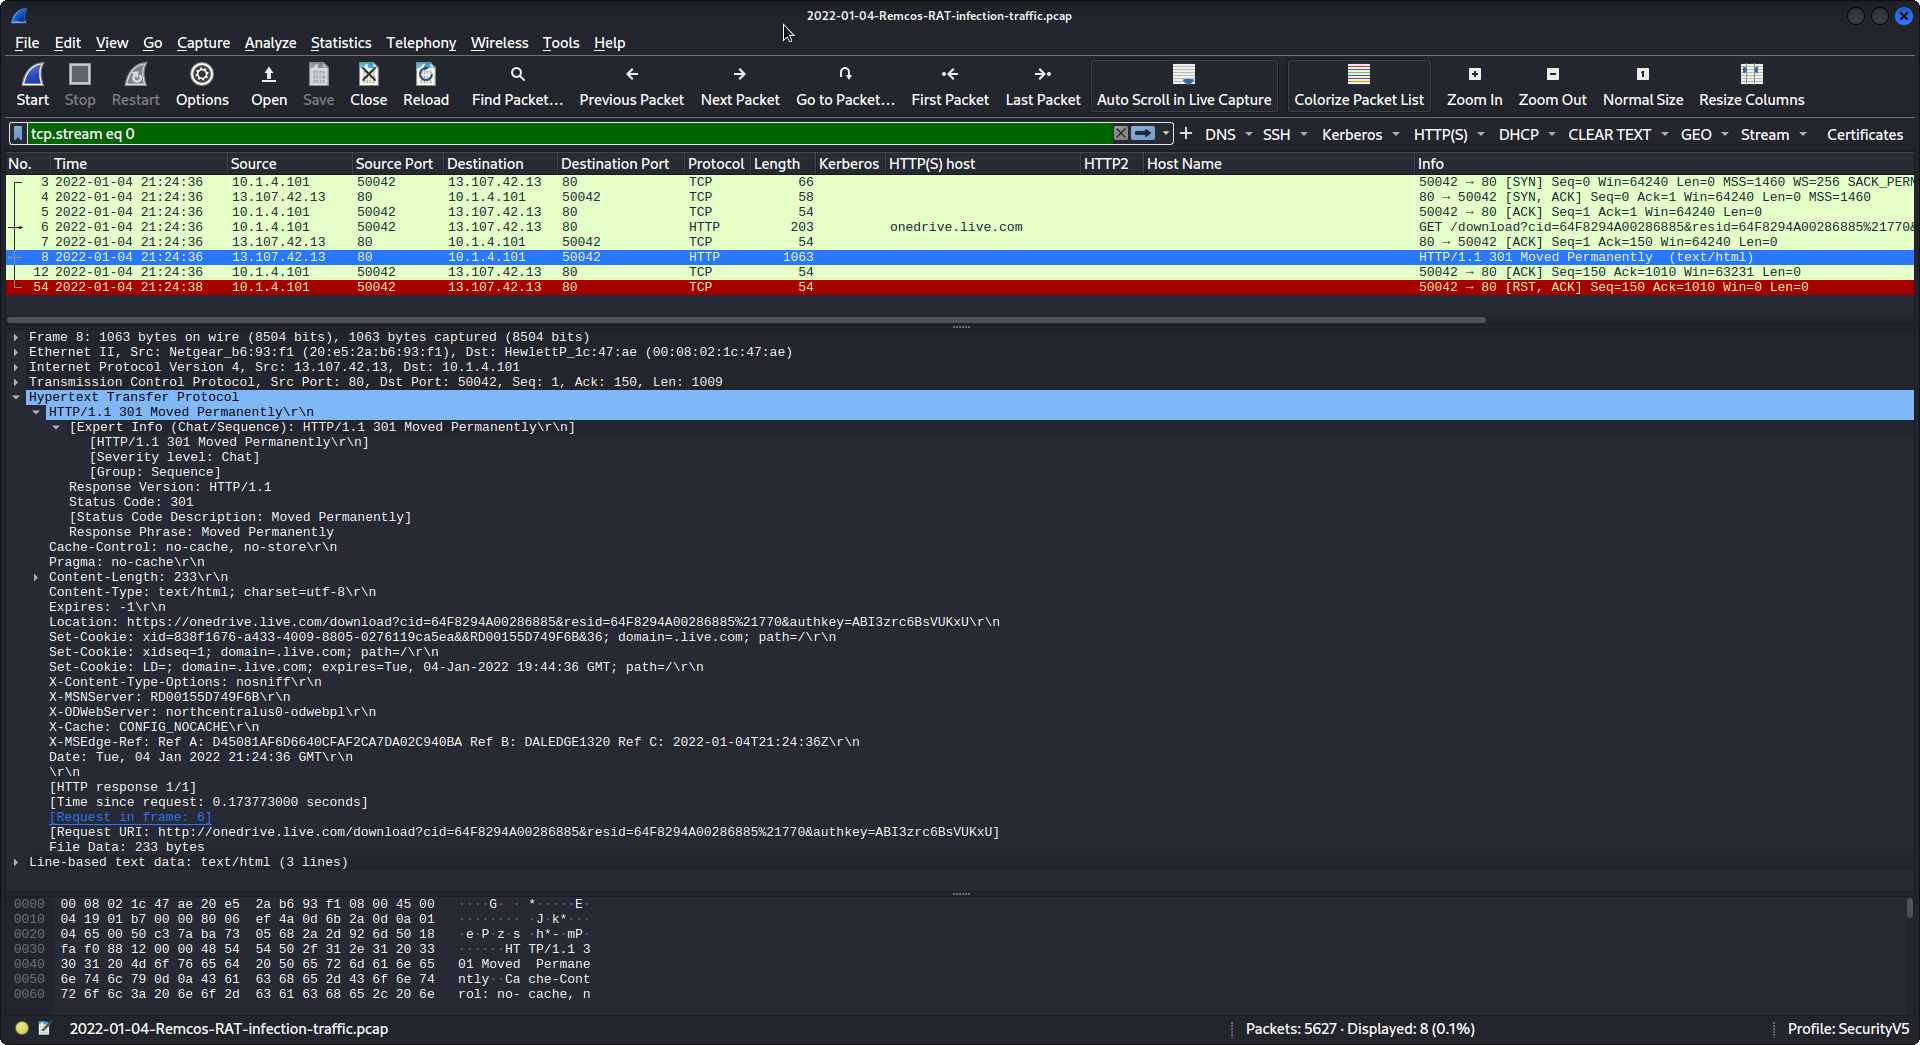 2022-01-04-Remcos-RAT-infection-traffic.pcap
File Edit View Go Capture Analyze Statistics Telephony Wireless Tools Help
Start Stop Restart Options Open Save Close Reload Find Packet... Previous Packet Next Packet Go to Packet... First Packet Last Packet Auto Scroll in Live Capture Colorize Packet List Zoom In Zoom Out Normal Size Resize Columns
tcp.stream eq 0 + DNS SSH Kerberos HTTP(S) DHCP CLEAR TEXT GEO Stream Certificates
No. Time Source Source Port Destination Destination Port Protocol Length Kerberos HTTP(S) host HTTP2 Host Name Info
3 2022-01-04 21:24:36 10.1.4.101 50042 13.107.42.13 80 TCP 66 50042 → 80 [SYN] Seq=0 Win=64240 Len=0 MSS=1460 WS=256 SACK_PERM
4 2022-01-04 21:24:36 13.107.42.13 80 10.1.4.101 50042 TCP 58 80 → 50042 [SYN, ACK] Seq=0 Ack=1 Win=64240 Len=0 MSS=1460
5 2022-01-04 21:24:36 10.1.4.101 50042 13.107.42.13 80 TCP 54 50042 → 80 [ACK] Seq=1 Ack=1 Win=64240 Len=0
6 2022-01-04 21:24:36 10.1.4.101 50042 13.107.42.13 80 HTTP 203 onedrive.live.com GET /download?cid=64F8294A00286885&resid=64F8294A00286885%21770&
7 2022-01-04 21:24:36 13.107.42.13 80 10.1.4.101 50042 TCP 54 80 → 50042 [ACK] Seq=1 Ack=150 Win=64240 Len=0
8 2022-01-04 21:24:36 13.107.42.13 80 10.1.4.101 50042 HTTP 1063 HTTP/1.1 301 Moved Permanently (text/html)
12 2022-01-04 21:24:36 10.1.4.101 50042 13.107.42.13 80 TCP 54 50042 → 80 [ACK] Seq=150 Ack=1010 Win=63231 Len=0
54 2022-01-04 21:24:38 10.1.4.101 50042 13.107.42.13 80 TCP 54 50042 → 80 [RST, ACK] Seq=150 Ack=1010 Win=0 Len=0
Frame 8: 1063 bytes on wire (8504 bits), 1063 bytes captured (8504 bits)
Ethernet II, Src: Netgear_b6:93:f1 (20:e5:2a:b6:93:f1), Dst: HewlettP_1c:47:ae (00:08:02:1c:47:ae)
Internet Protocol Version 4, Src: 13.107.42.13, Dst: 10.1.4.101
Transmission Control Protocol, Src Port: 80, Dst Port: 50042, Seq: 1, Ack: 150, Len: 1009
Hypertext Transfer Protocol
HTTP/1.1 301 Moved Permanently\r\n
[Expert Info (Chat/Sequence): HTTP/1.1 301 Moved Permanently\r\n]
[HTTP/1.1 301 Moved Permanently\r\n]
[Severity level: Chat]
[Group: Sequence]
Response Version: HTTP/1.1
Status Code: 301
[Status Code Description: Moved Permanently]
Response Phrase: Moved Permanently
Cache-Control: no-cache, no-store\r\n
Pragma: no-cache\r\n
Content-Length: 233\r\n
Content-Type: text/html; charset=utf-8\r\n
Expires: -1\r\n
Location: https://onedrive.live.com/download?cid=64F8294A00286885&resid=64F8294A00286885%21770&authkey=ABI3zrc6BsVUKxU\r\n
Set-Cookie: xid=838f1676-a433-4009-8805-0276119ca5ea&&RD00155D749F6B&36; domain=.live.com; path=/\r\n
Set-Cookie: xidseq=1; domain=.live.com; path=/\r\n
Set-Cookie: LD=; domain=.live.com; expires=Tue, 04-Jan-2022 19:44:36 GMT; path=/\r\n
X-Content-Type-Options: nosniff\r\n
X-MSNServer: RD00155D749F6B\r\n
X-ODWebServer: northcentralus0-odwebpl\r\n
X-Cache: CONFIG_NOCACHE\r\n
X-MSEdge-Ref: Ref A: D45081AF6D6640CFAF2CA7DA02C940BA Ref B: DALEDGE1320 Ref C: 2022-01-04T21:24:36Z\r\n
Date: Tue, 04 Jan 2022 21:24:36 GMT\r\n
\r\n
[HTTP response 1/1]
[Time since request: 0.173773000 seconds]
[Request in frame: 6]
[Request URI: http://onedrive.live.com/download?cid=64F8294A00286885&resid=64F8294A00286885%21770&authkey=ABI3zrc6BsVUKxU]
File Data: 233 bytes
Line-based text data: text/html (3 lines)
0000 00 08 02 1c 47 ae 20 e5 2a b6 93 f1 08 00 45 00 ····G· · *·····E·
0010 04 19 01 b7 00 00 80 06 ef 4a 0d 6b 2a 0d 0a 01 ········ ·J·k*···
0020 04 65 00 50 c3 7a ba 73 05 68 2a 2d 92 6d 50 18 ·e·P·z·s ·h*-·mP·
0030 fa f0 88 12 00 00 48 54 54 50 2f 31 2e 31 20 33 ······HT TP/1.1 3
0040 30 31 20 4d 6f 76 65 64 20 50 65 72 6d 61 6e 65 01 Moved Permane
0050 6e 74 6c 79 0d 0a 43 61 63 68 65 2d 43 6f 6e 74 ntly··Ca che-Cont
0060 72 6f 6c 3a 20 6e 6f 2d 63 61 63 68 65 2c 20 6e rol: no- cache, n
2022-01-04-Remcos-RAT-infection-traffic.pcap Packets: 5627 · Displayed: 8 (0.1%) Profile: SecurityV5